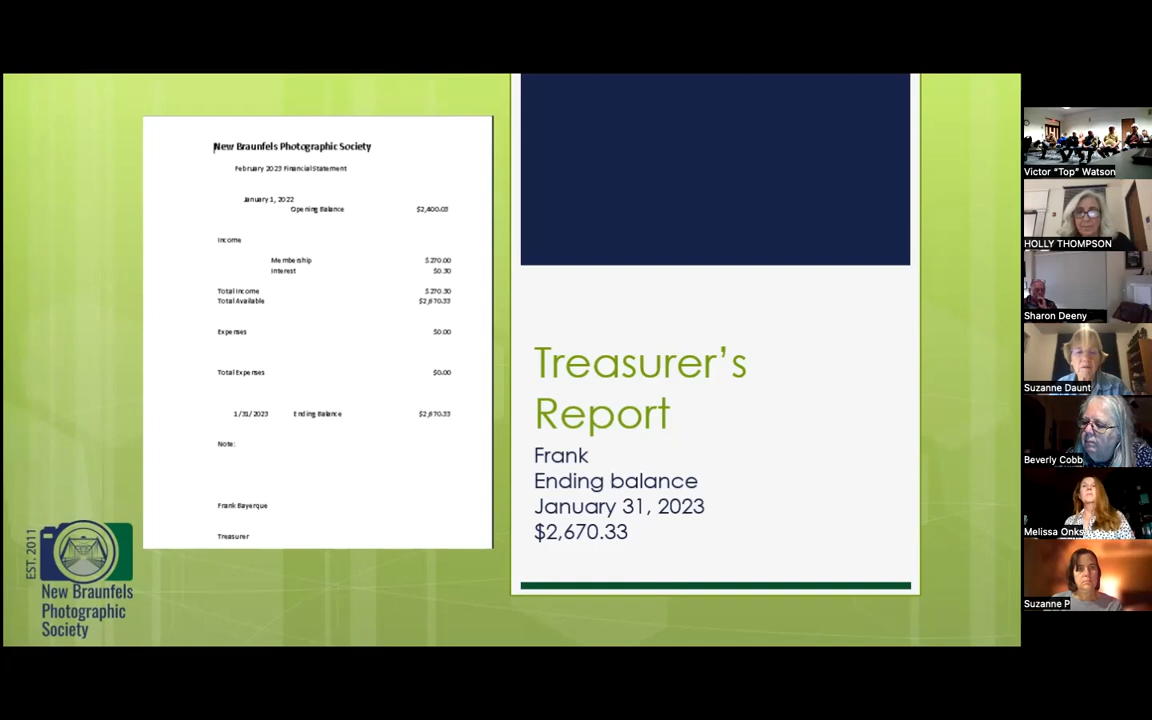 New Braunfels Photographic Society
February 2023 Financial Statement
January 1, 2022
Opening Balance $2,400.03
Income
Membership $270.00
Interest $0.30
Total Income $270.30
Total Available $2,670.33
Expenses $0.00
Total Expenses $0.00
1/31/2023 Ending Balance $2,670.33
Note:
Frank Bayerque
Treasurer
EST. 2011
New Braunfels
Photographic
Society
Treasurer’s
Report
Frank
Ending balance
January 31, 2023
$2,670.33
Victor “Top” Watson
HOLLY THOMPSON
Sharon Deeny
Suzanne Daunt
Beverly Cobb
Melissa Onks
Suzanne P